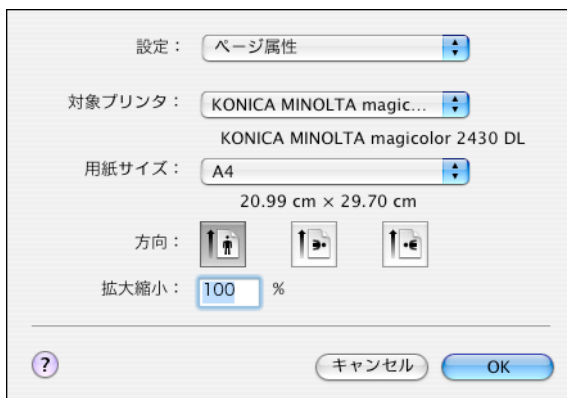 設定： ページ属性
対象プリンタ： KONICA MINOLTA magic...
KONICA MINOLTA magicolor 2430 DL
用紙サイズ： A4
20.99 cm × 29.70 cm
方向：
拡大縮小： 100 %
? キャンセル OK